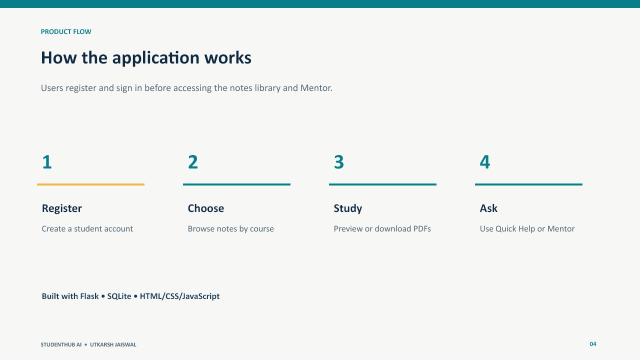 PRODUCT FLOW
How the application works
Users register and sign in before accessing the notes library and Mentor.
1
Register
Create a student account
2
Choose
Browse notes by course
3
Study
Preview or download PDFs
4
Ask
Use Quick Help or Mentor
Built with Flask • SQLite • HTML/CSS/JavaScript
STUDENTHUB AI • UTKARSH JAISWAL
04